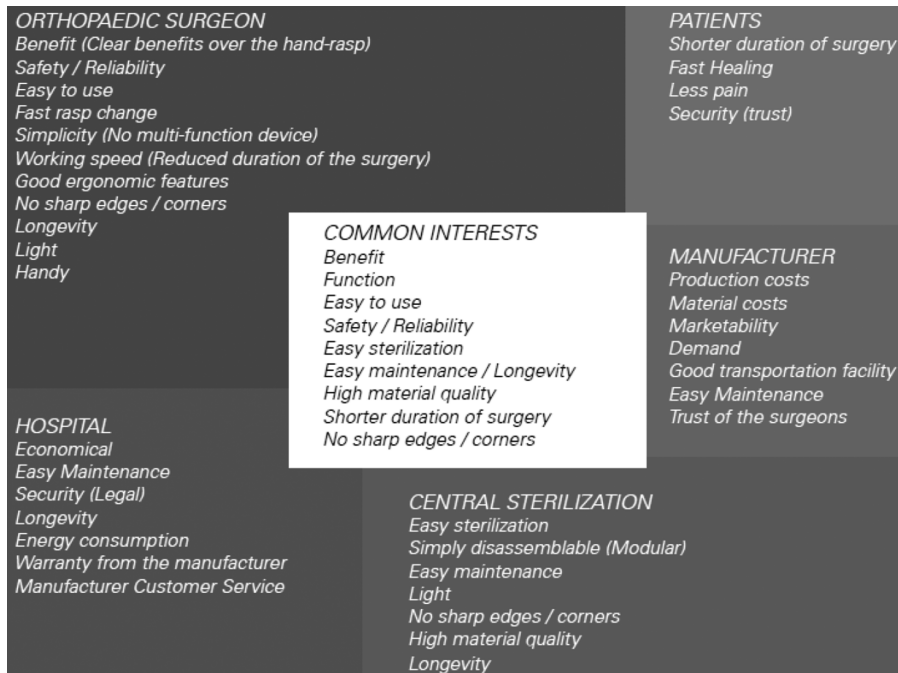 ORTHOPAEDIC SURGEON
Benefit (Clear benefits over the hand-rasp)
Safety / Reliability
Easy to use
Fast rasp change
Simplicity (No multi-function device)
Working speed (Reduced duration of the surgery)
Good ergonomic features
No sharp edges / corners
Longevity
Light
Handy
PATIENTS
Shorter duration of surgery
Fast Healing
Less pain
Security (trust)
COMMON INTERESTS
Benefit
Function
Easy to use
Safety / Reliability
Easy sterilization
Easy maintenance / Longevity
High material quality
Shorter duration of surgery
No sharp edges / corners
MANUFACTURER
Production costs
Material costs
Marketability
Demand
Good transportation facility
Easy Maintenance
Trust of the surgeons
HOSPITAL
Economical
Easy Maintenance
Security (Legal)
Longevity
Energy consumption
Warranty from the manufacturer
Manufacturer Customer Service
CENTRAL STERILIZATION
Easy sterilization
Simply disassemblable (Modular)
Easy maintenance
Light
No sharp edges / corners
High material quality
Longevity